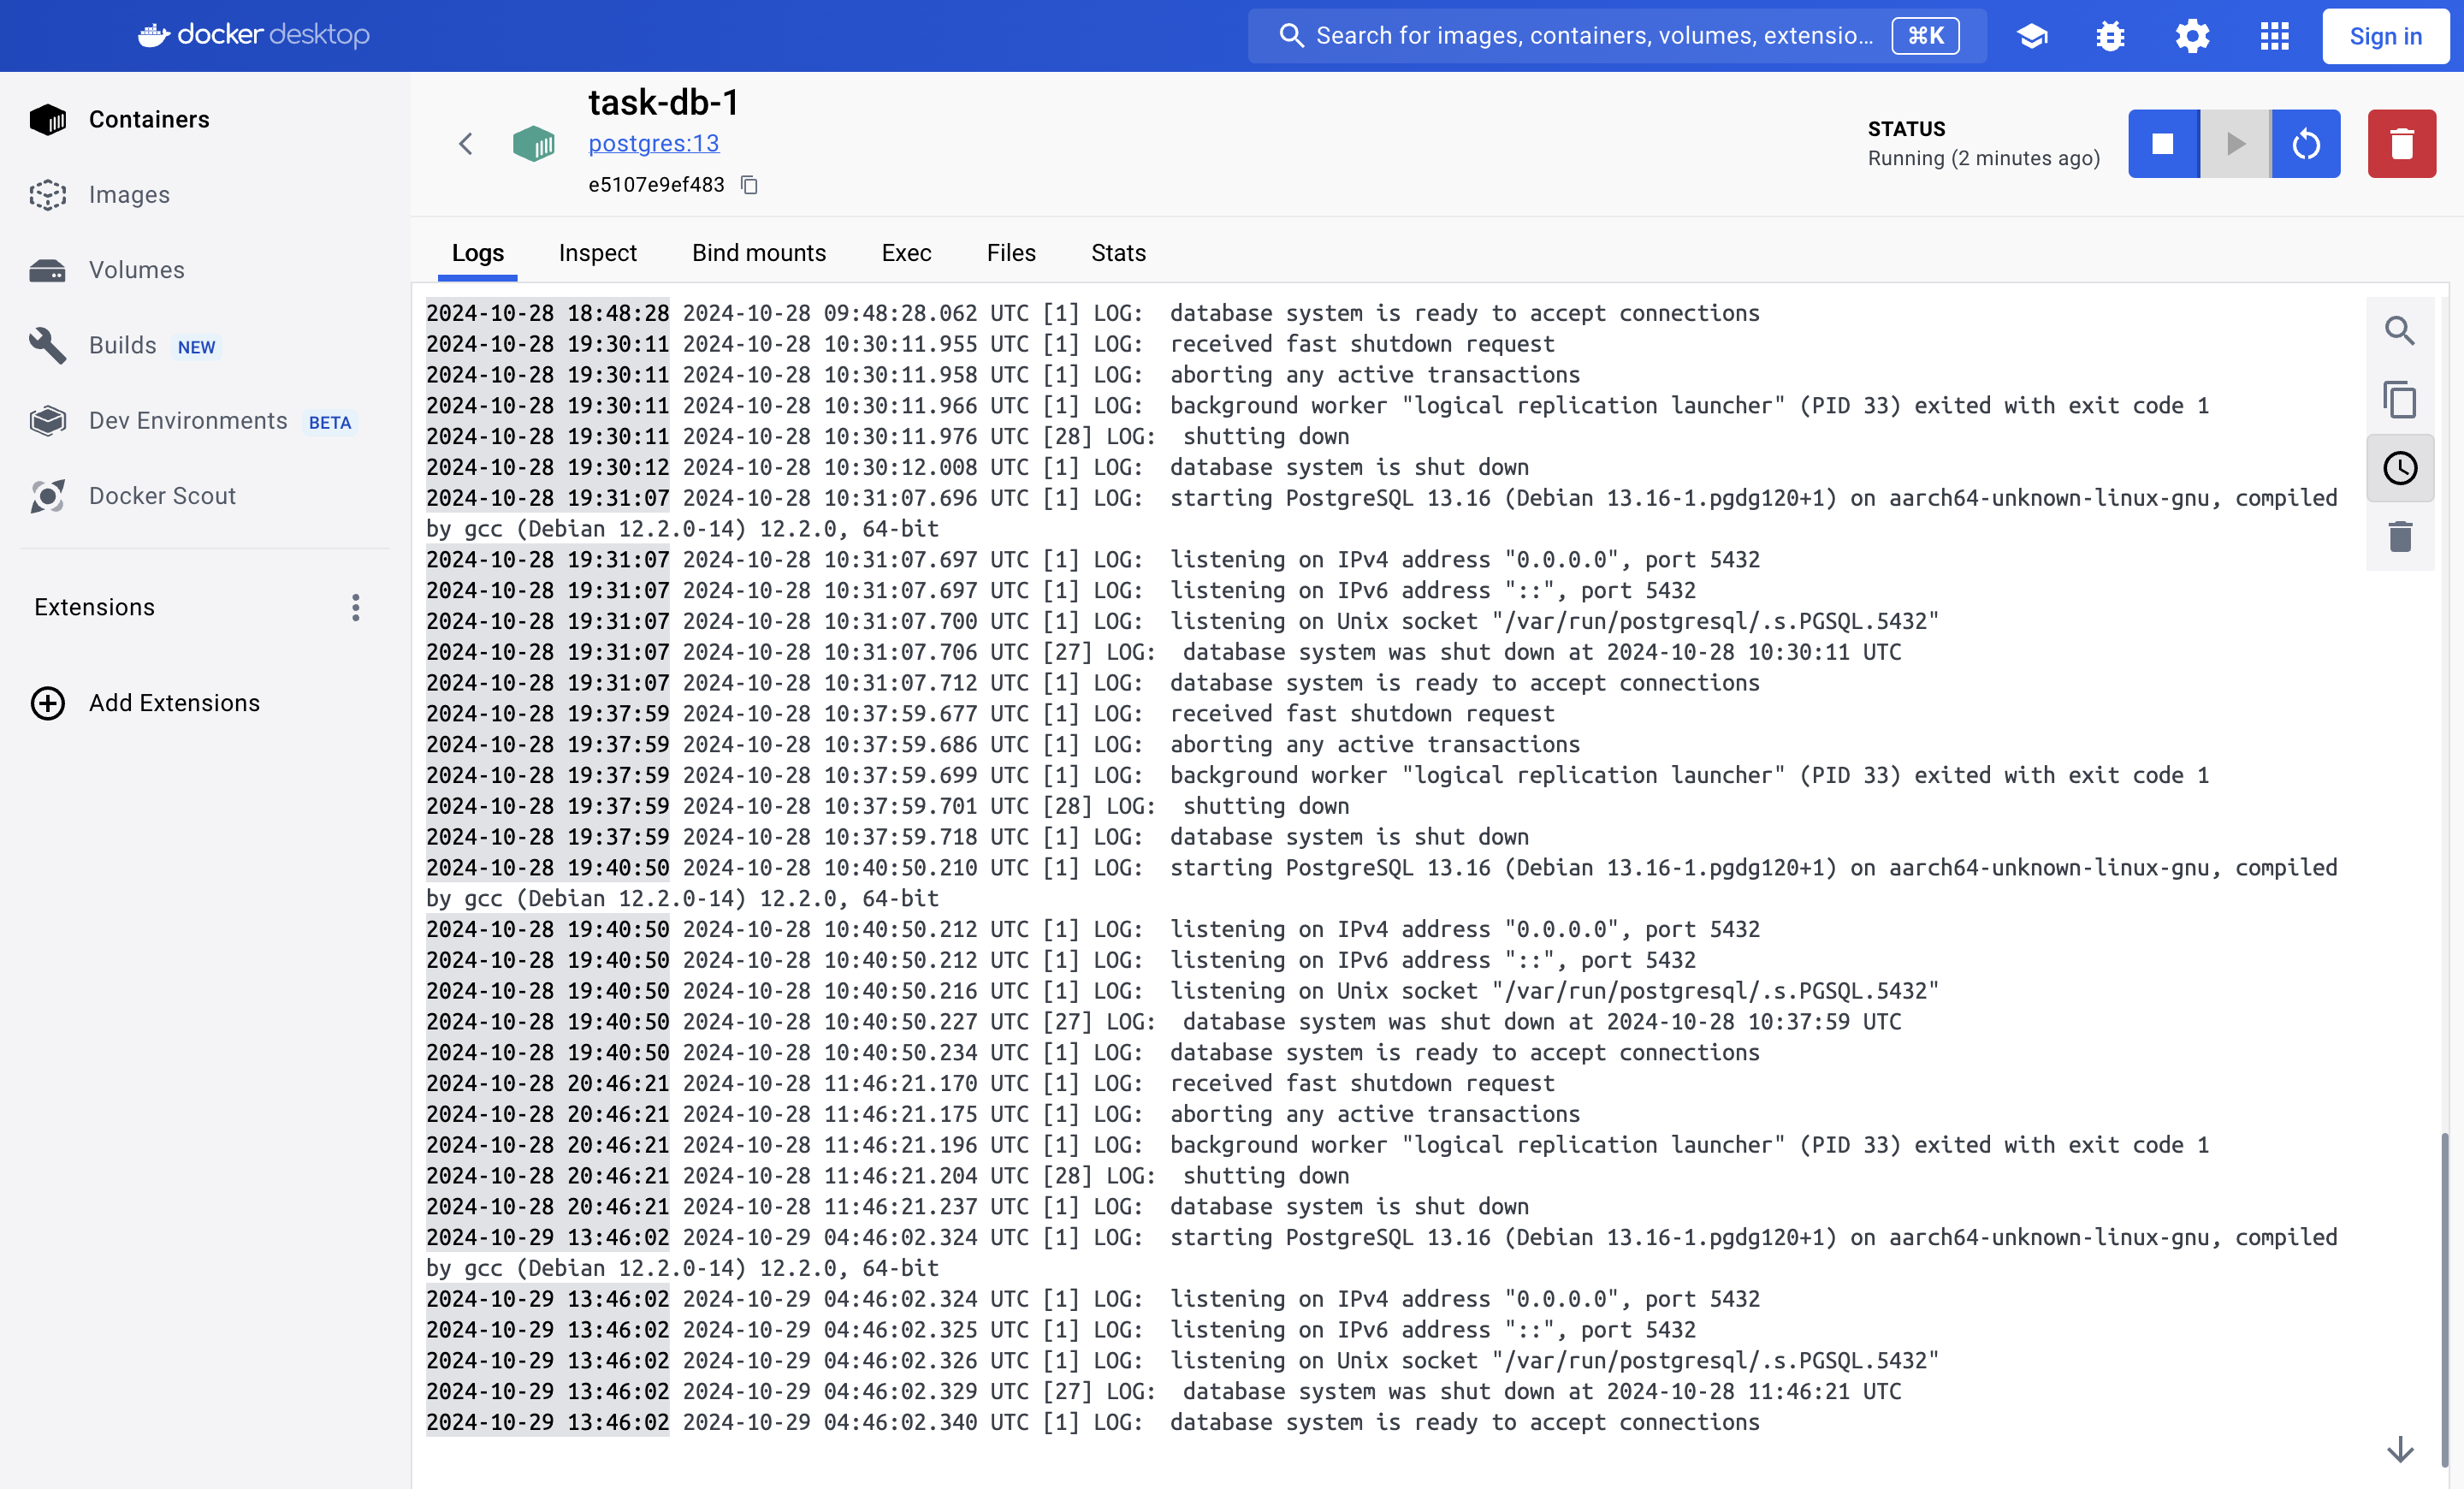 docker desktop
Search for images, containers, volumes, extensio...
⌘K
Sign in
Containers
Images
Volumes
Builds NEW
Dev Environments BETA
Docker Scout
Extensions
Add Extensions
task-db-1
postgres:13
e5107e9ef483
STATUS
Running (2 minutes ago)
Logs Inspect Bind mounts Exec Files Stats
2024-10-28 18:48:28 2024-10-28 09:48:28.062 UTC [1] LOG:  database system is ready to accept connections
2024-10-28 19:30:11 2024-10-28 10:30:11.955 UTC [1] LOG:  received fast shutdown request
2024-10-28 19:30:11 2024-10-28 10:30:11.958 UTC [1] LOG:  aborting any active transactions
2024-10-28 19:30:11 2024-10-28 10:30:11.966 UTC [1] LOG:  background worker "logical replication launcher" (PID 33) exited with exit code 1
2024-10-28 19:30:11 2024-10-28 10:30:11.976 UTC [28] LOG:  shutting down
2024-10-28 19:30:12 2024-10-28 10:30:12.008 UTC [1] LOG:  database system is shut down
2024-10-28 19:31:07 2024-10-28 10:31:07.696 UTC [1] LOG:  starting PostgreSQL 13.16 (Debian 13.16-1.pgdg120+1) on aarch64-unknown-linux-gnu, compiled
by gcc (Debian 12.2.0-14) 12.2.0, 64-bit
2024-10-28 19:31:07 2024-10-28 10:31:07.697 UTC [1] LOG:  listening on IPv4 address "0.0.0.0", port 5432
2024-10-28 19:31:07 2024-10-28 10:31:07.697 UTC [1] LOG:  listening on IPv6 address "::", port 5432
2024-10-28 19:31:07 2024-10-28 10:31:07.700 UTC [1] LOG:  listening on Unix socket "/var/run/postgresql/.s.PGSQL.5432"
2024-10-28 19:31:07 2024-10-28 10:31:07.706 UTC [27] LOG:  database system was shut down at 2024-10-28 10:30:11 UTC
2024-10-28 19:31:07 2024-10-28 10:31:07.712 UTC [1] LOG:  database system is ready to accept connections
2024-10-28 19:37:59 2024-10-28 10:37:59.677 UTC [1] LOG:  received fast shutdown request
2024-10-28 19:37:59 2024-10-28 10:37:59.686 UTC [1] LOG:  aborting any active transactions
2024-10-28 19:37:59 2024-10-28 10:37:59.699 UTC [1] LOG:  background worker "logical replication launcher" (PID 33) exited with exit code 1
2024-10-28 19:37:59 2024-10-28 10:37:59.701 UTC [28] LOG:  shutting down
2024-10-28 19:37:59 2024-10-28 10:37:59.718 UTC [1] LOG:  database system is shut down
2024-10-28 19:40:50 2024-10-28 10:40:50.210 UTC [1] LOG:  starting PostgreSQL 13.16 (Debian 13.16-1.pgdg120+1) on aarch64-unknown-linux-gnu, compiled
by gcc (Debian 12.2.0-14) 12.2.0, 64-bit
2024-10-28 19:40:50 2024-10-28 10:40:50.212 UTC [1] LOG:  listening on IPv4 address "0.0.0.0", port 5432
2024-10-28 19:40:50 2024-10-28 10:40:50.212 UTC [1] LOG:  listening on IPv6 address "::", port 5432
2024-10-28 19:40:50 2024-10-28 10:40:50.216 UTC [1] LOG:  listening on Unix socket "/var/run/postgresql/.s.PGSQL.5432"
2024-10-28 19:40:50 2024-10-28 10:40:50.227 UTC [27] LOG:  database system was shut down at 2024-10-28 10:37:59 UTC
2024-10-28 19:40:50 2024-10-28 10:40:50.234 UTC [1] LOG:  database system is ready to accept connections
2024-10-28 20:46:21 2024-10-28 11:46:21.170 UTC [1] LOG:  received fast shutdown request
2024-10-28 20:46:21 2024-10-28 11:46:21.175 UTC [1] LOG:  aborting any active transactions
2024-10-28 20:46:21 2024-10-28 11:46:21.196 UTC [1] LOG:  background worker "logical replication launcher" (PID 33) exited with exit code 1
2024-10-28 20:46:21 2024-10-28 11:46:21.204 UTC [28] LOG:  shutting down
2024-10-28 20:46:21 2024-10-28 11:46:21.237 UTC [1] LOG:  database system is shut down
2024-10-29 13:46:02 2024-10-29 04:46:02.324 UTC [1] LOG:  starting PostgreSQL 13.16 (Debian 13.16-1.pgdg120+1) on aarch64-unknown-linux-gnu, compiled
by gcc (Debian 12.2.0-14) 12.2.0, 64-bit
2024-10-29 13:46:02 2024-10-29 04:46:02.324 UTC [1] LOG:  listening on IPv4 address "0.0.0.0", port 5432
2024-10-29 13:46:02 2024-10-29 04:46:02.325 UTC [1] LOG:  listening on IPv6 address "::", port 5432
2024-10-29 13:46:02 2024-10-29 04:46:02.326 UTC [1] LOG:  listening on Unix socket "/var/run/postgresql/.s.PGSQL.5432"
2024-10-29 13:46:02 2024-10-29 04:46:02.329 UTC [27] LOG:  database system was shut down at 2024-10-28 11:46:21 UTC
2024-10-29 13:46:02 2024-10-29 04:46:02.340 UTC [1] LOG:  database system is ready to accept connections